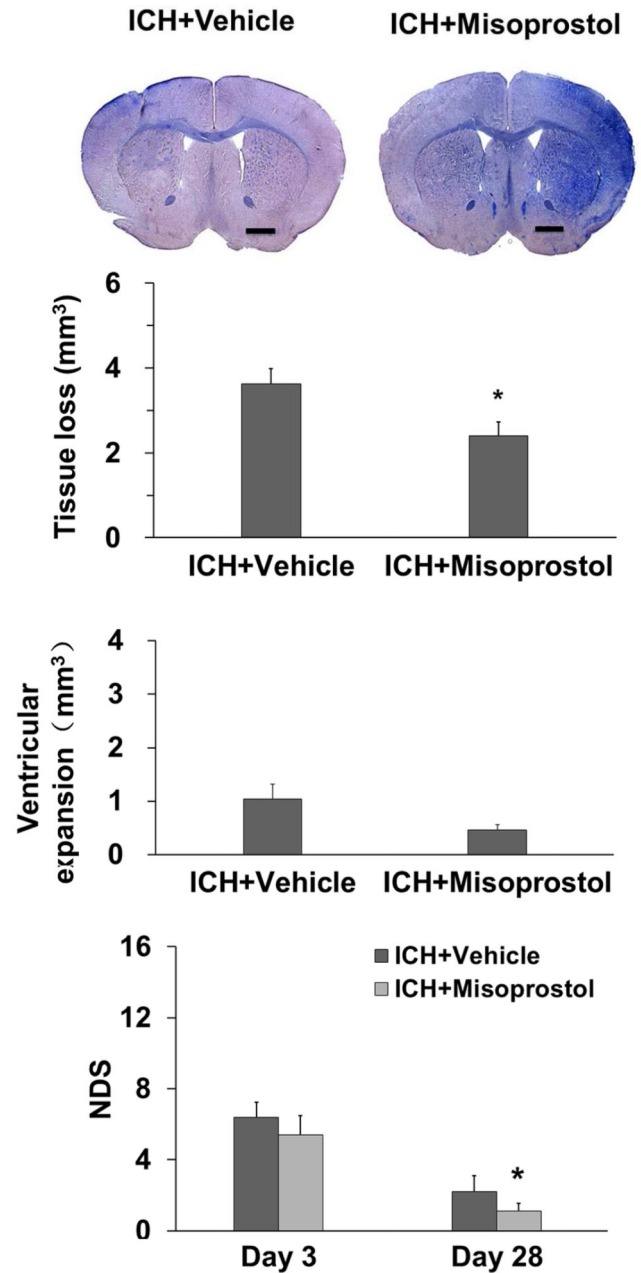 ICH+Vehicle ICH+Misoprostol
6
4
2
0
Tissue loss (mm³)
*
ICH+Vehicle ICH+Misoprostol
4
3
2
1
0
Ventricular
expansion（mm³）
ICH+Vehicle ICH+Misoprostol
16
12
8
4
0
NDS
ICH+Vehicle
ICH+Misoprostol
*
Day 3 Day 28